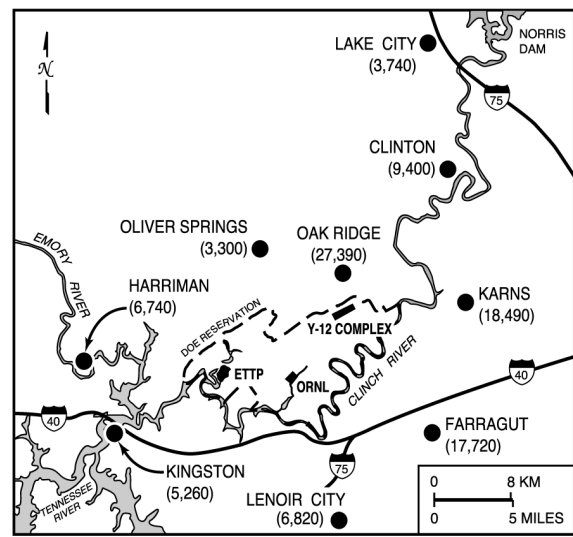 NORRIS
DAM
LAKE CITY
(3,740)
N
75
CLINTON
(9,400)
OLIVER SPRINGS
(3,300)
OAK RIDGE
(27,390)
EMORY
RIVER
HARRIMAN
(6,740)
KARNS
(18,490)
DOE RESERVATION
Y-12 COMPLEX
ETTP
ORNL
CLINCH RIVER
40
40
FARRAGUT
(17,720)
KINGSTON
(5,260)
75
TENNESSEE
RIVER
LENOIR CITY
(6,820)
0 8 KM
0 5 MILES